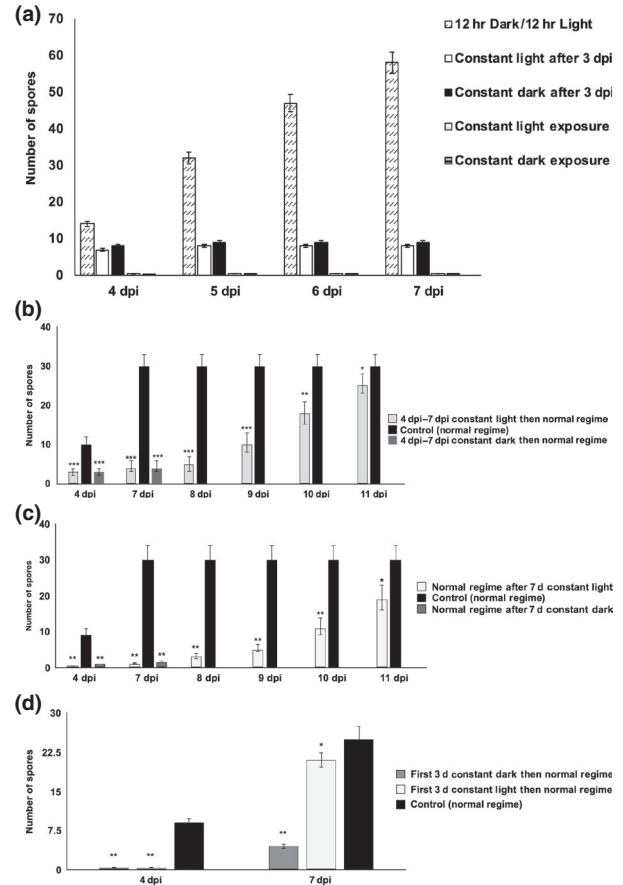 (a)
70
60
50
40
30
20
10
0
Number of spores
12 hr Dark/12 hr Light
Constant light after 3 dpi
Constant dark after 3 dpi
Constant light exposure
Constant dark exposure
4 dpi 5 dpi 6 dpi 7 dpi
(b)
40
30
20
10
0
Number of spores
*** *** *** *** *** *** ** *
4 dpi 7 dpi 8 dpi 9 dpi 10 dpi 11 dpi
4 dpi–7 dpi constant light then normal regime
Control (normal regime)
4 dpi–7 dpi constant dark then normal regime
(c)
40
30
20
10
0
Number of spores
** ** ** ** ** ** ** *
4 dpi 7 dpi 8 dpi 9 dpi 10 dpi 11 dpi
Normal regime after 7 d constant light
Control (normal regime)
Normal regime after 7 d constant dark
(d)
30
22.5
15
7.5
0
Number of spores
** ** ** *
4 dpi 7 dpi
First 3 d constant dark then normal regime
First 3 d constant light then normal regime
Control (normal regime)